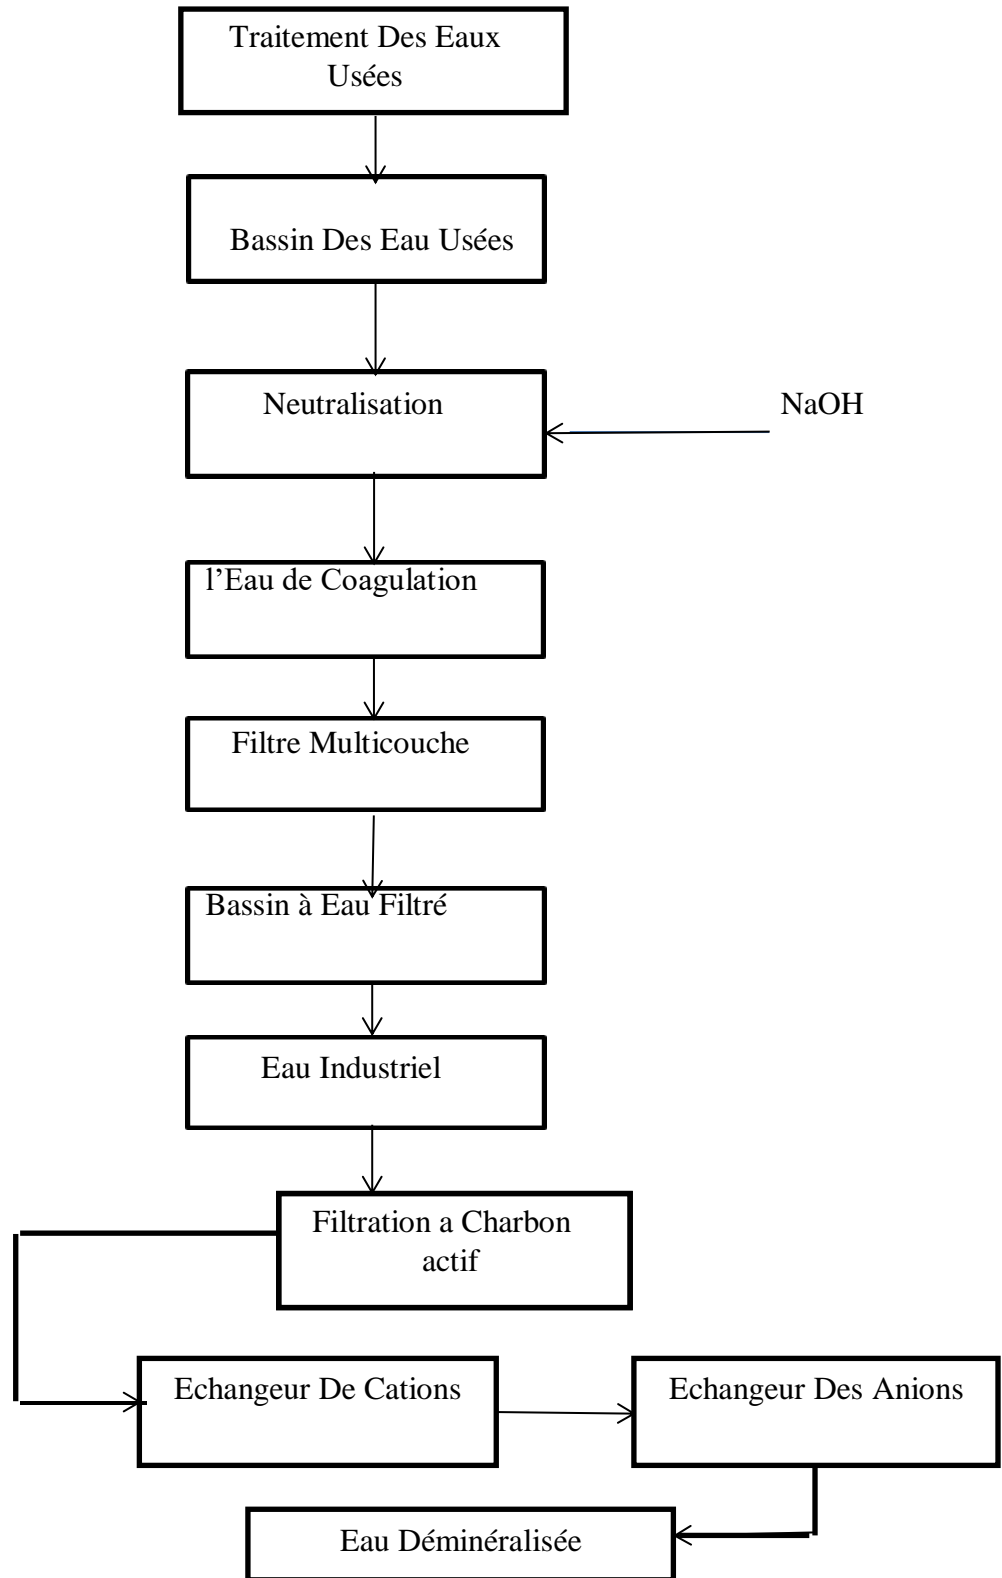 Traitement Des Eaux
Usées
Bassin Des Eau Usées
Neutralisation
NaOH
l’Eau de Coagulation
Filtre Multicouche
Bassin à Eau Filtré
Eau Industriel
Filtration a Charbon
actif
Echangeur De Cations
Echangeur Des Anions
Eau Déminéralisée